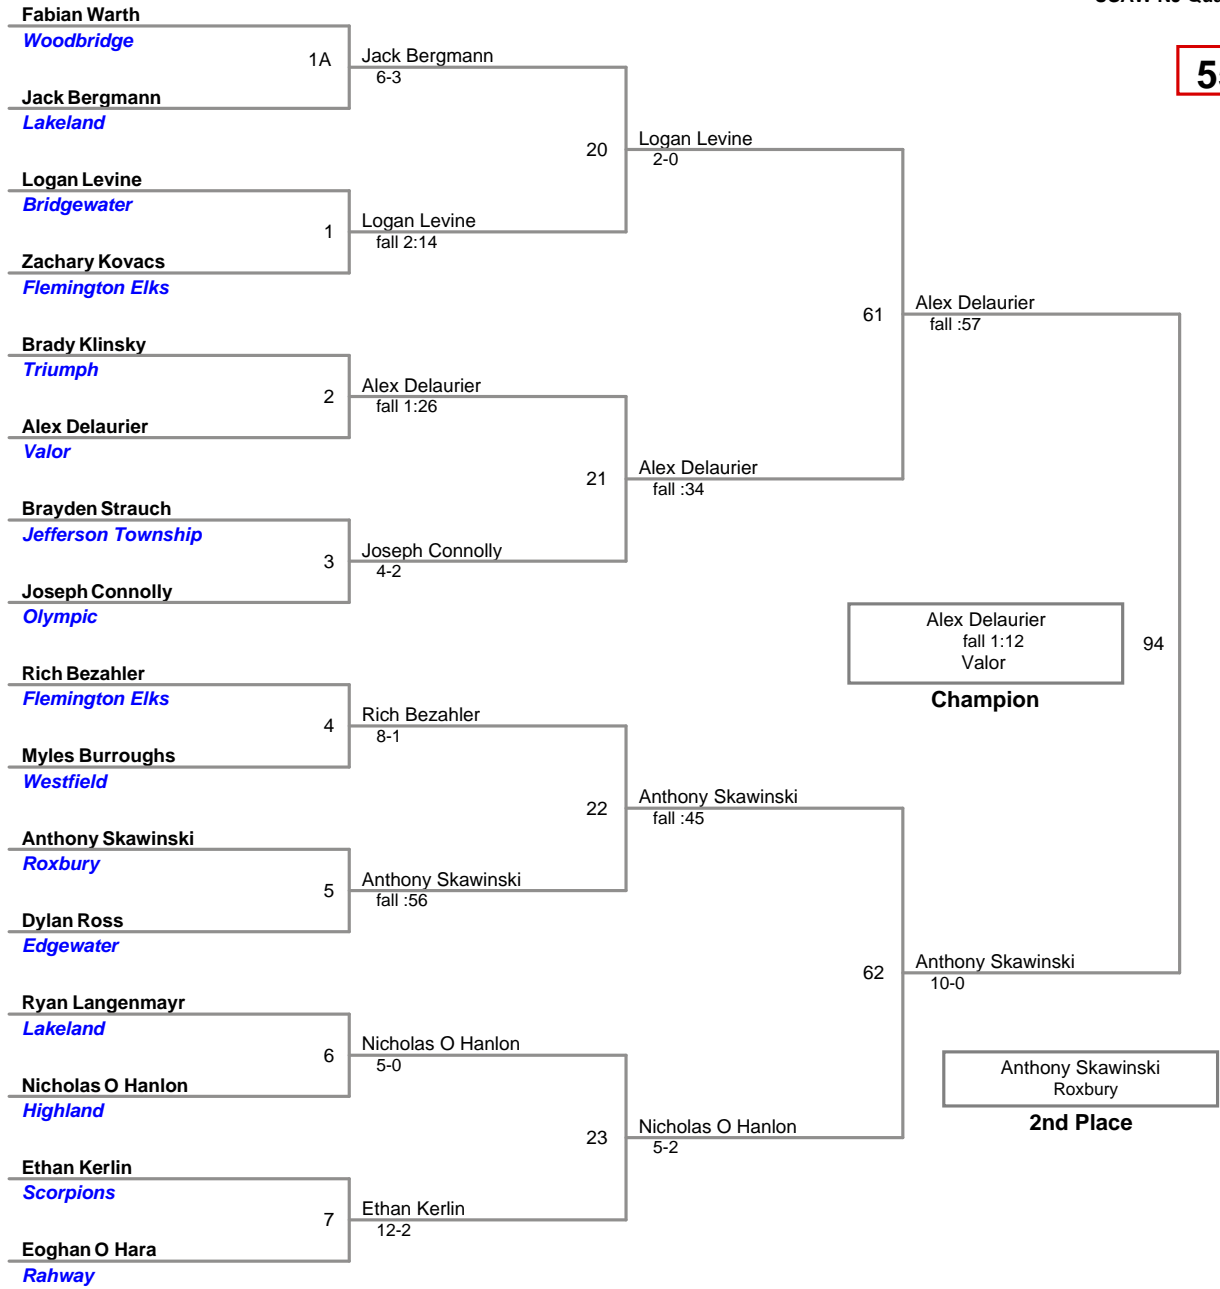 Fabian Warth
Woodbridge
1A
Jack Bergmann
6-3
Jack Bergmann
Lakeland
20
Logan Levine
2-0
Logan Levine
Bridgewater
1
Logan Levine
fall 2:14
Zachary Kovacs
Flemington Elks
61
Alex Delaurier
fall :57
Brady Klinsky
Triumph
2
Alex Delaurier
fall 1:26
Alex Delaurier
Valor
21
Alex Delaurier
fall :34
Brayden Strauch
Jefferson Township
3
Joseph Connolly
4-2
Joseph Connolly
Olympic
Alex Delaurier
fall 1:12
Valor
94
Champion
Rich Bezahler
Flemington Elks
4
Rich Bezahler
8-1
Myles Burroughs
Westfield
22
Anthony Skawinski
fall :45
Anthony Skawinski
Roxbury
5
Anthony Skawinski
fall :56
Dylan Ross
Edgewater
62
Anthony Skawinski
10-0
Ryan Langenmayr
Lakeland
6
Nicholas O Hanlon
5-0
Nicholas O Hanlon
Highland
Anthony Skawinski
Roxbury
2nd Place
23
Nicholas O Hanlon
5-2
Ethan Kerlin
Scorpions
7
Ethan Kerlin
12-2
Eoghan O Hara
Rahway